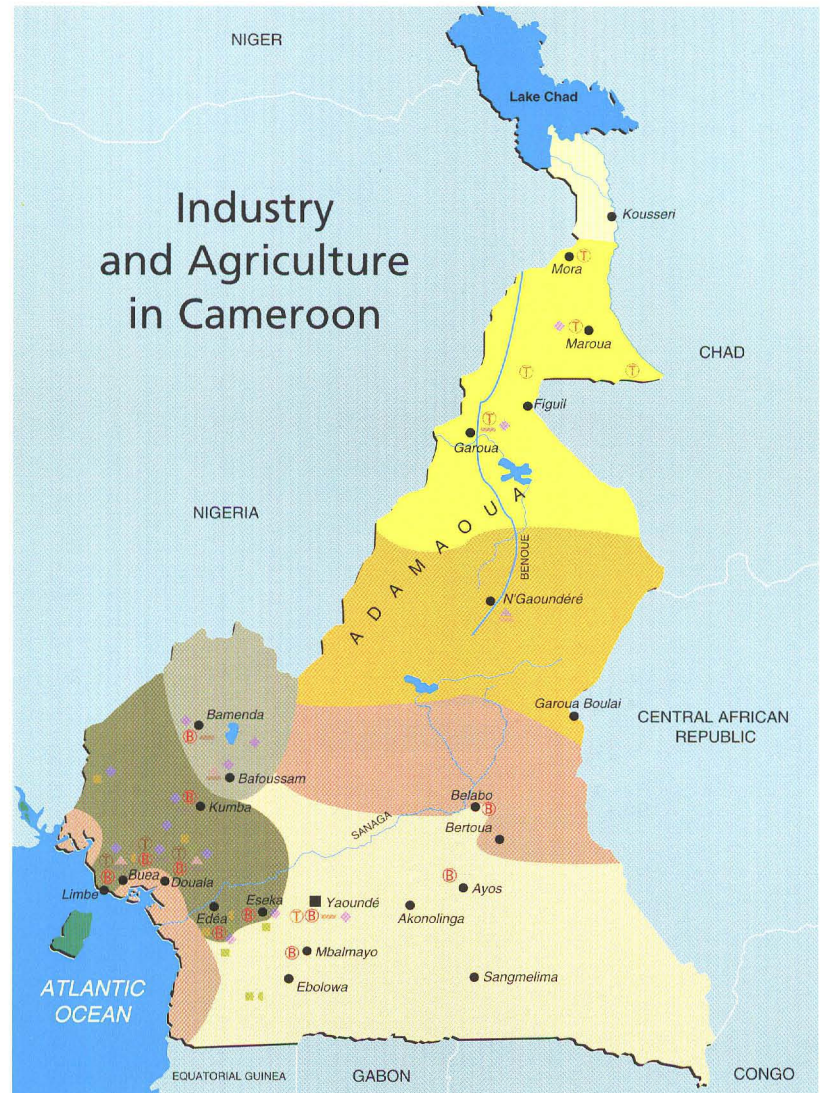 NIGER
Lake Chad
Industry
and Agriculture
in Cameroon
Kousseri
Mora
T
T
Maroua
CHAD
T
T
Figuil
T
Garoua
NIGERIA
ADAMAOUA
BENOUE
N'Gaoundéré
Garoua Boulai
CENTRAL AFRICAN
REPUBLIC
Bamenda
B
Bafoussam
B
Kumba
Belabo
B
SANAGA
Bertoua
T
B
T
B
T
B
Buea
Douala
Limbe
B
Ayos
Akonolinga
Edéa
Eseka
B
Yaoundé
T
B
B
B
Mbalmayo
Ebolowa
Sangmelima
ATLANTIC
OCEAN
EQUATORIAL GUINEA
GABON
CONGO